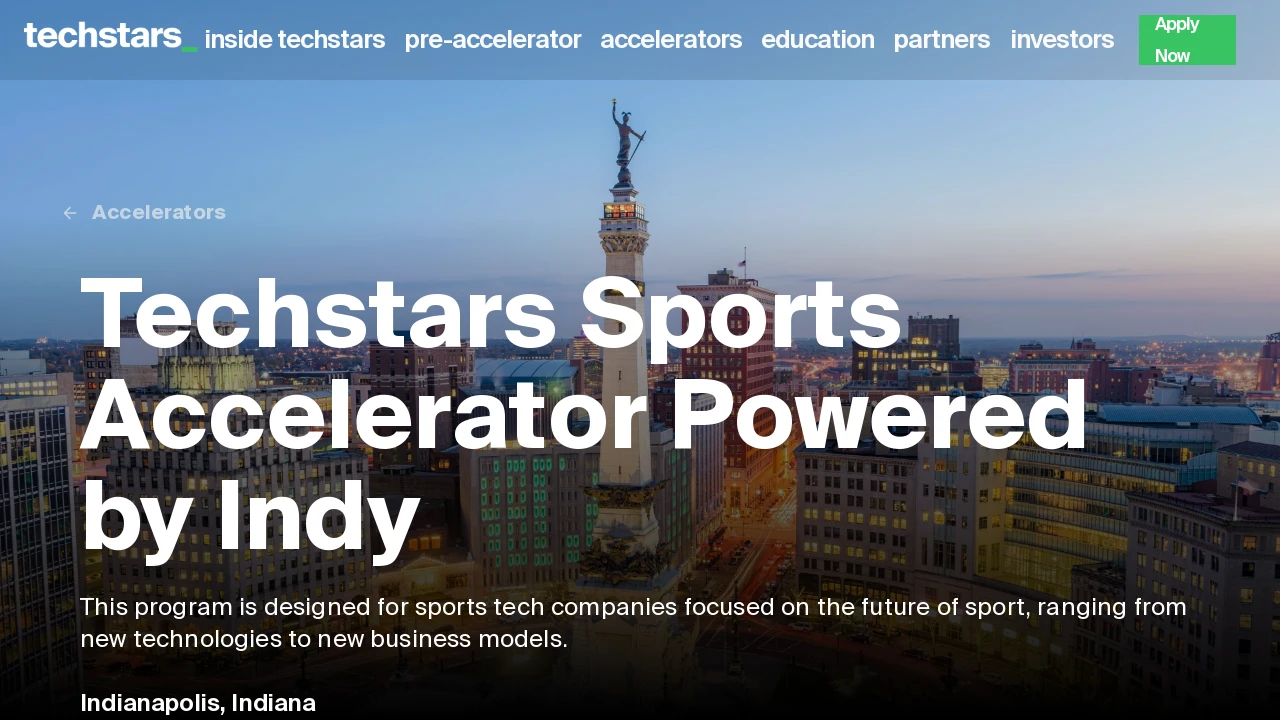 techstars_
inside techstars
pre-accelerator
accelerators
education
partners
investors
Apply
Now
Accelerators
Techstars Sports
Accelerator Powered
by Indy
This program is designed for sports tech companies focused on the future of sport, ranging from
new technologies to new business models.
Indianapolis, Indiana